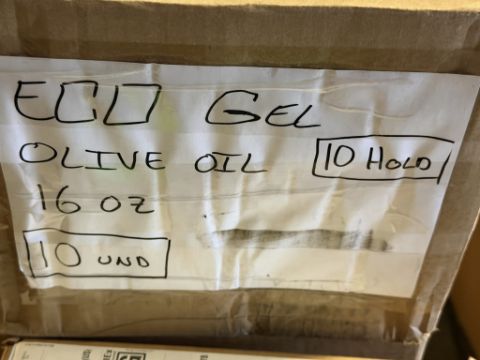 ECO GEL
OLIVE OIL 10 HOLD
16 OZ
10 UND